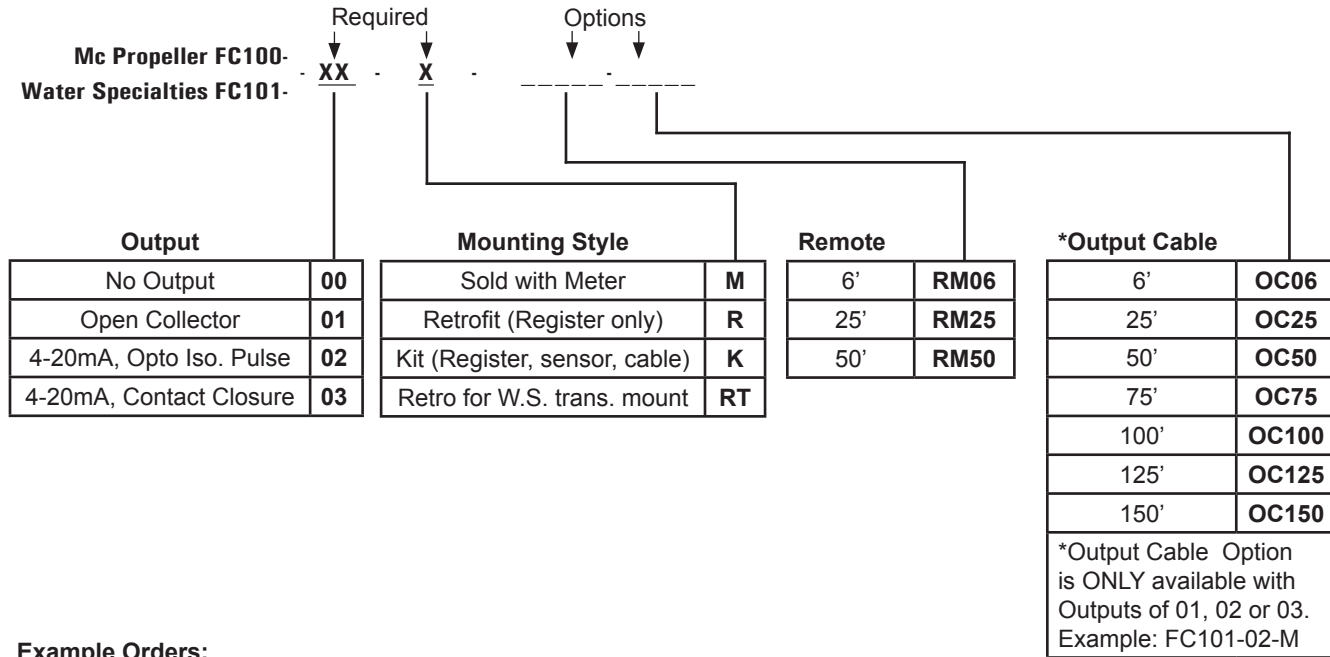 Required
Options
Mc Propeller FC100-
Water Specialties FC101-
- XX - X - _____-_____
Output
No Output 00
Open Collector 01
4-20mA, Opto Iso. Pulse 02
4-20mA, Contact Closure 03
Mounting Style
Sold with Meter M
Retrofit (Register only) R
Kit (Register, sensor, cable) K
Retro for W.S. trans. mount RT
Remote
6’ RM06
25’ RM25
50’ RM50
*Output Cable
6’ OC06
25’ OC25
50’ OC50
75’ OC75
100’ OC100
125’ OC125
150’ OC150
*Output Cable Option
is ONLY available with
Outputs of 01, 02 or 03.
Example: FC101-02-M
Example Orders: